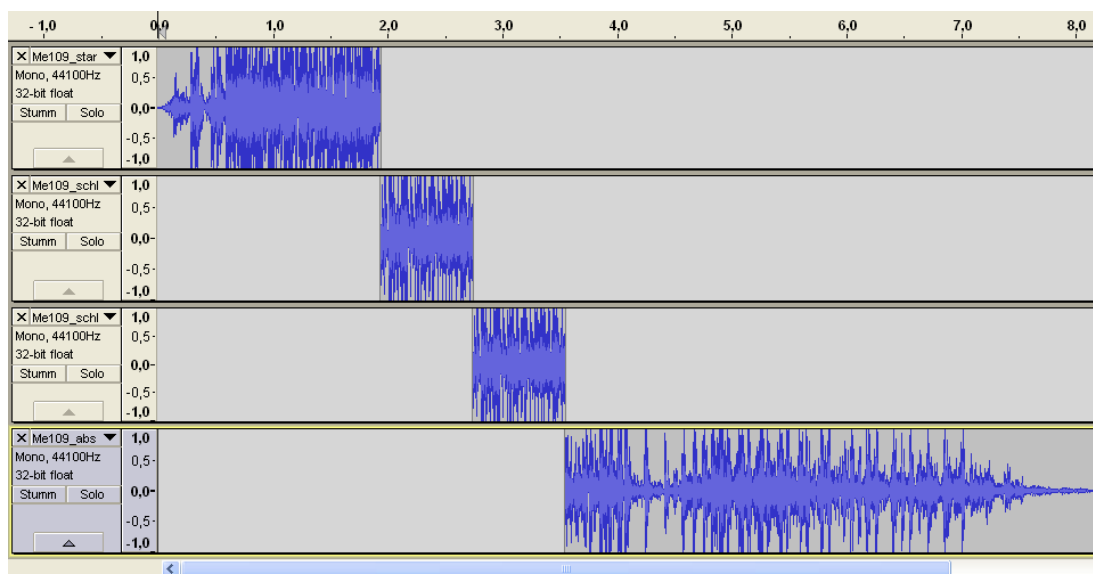 - 1,0 0,0 1,0 2,0 3,0 4,0 5,0 6,0 7,0 8,0
X Me109_star 1,0
Mono, 44100Hz 0,5-
32-bit float
Stumm Solo 0,0-
-0,5-
-1,0
X Me109_schl 1,0
Mono, 44100Hz 0,5-
32-bit float
Stumm Solo 0,0-
-0,5-
-1,0
X Me109_schl 1,0
Mono, 44100Hz 0,5-
32-bit float
Stumm Solo 0,0-
-0,5-
-1,0
X Me109_abs 1,0
Mono, 44100Hz 0,5-
32-bit float
Stumm Solo 0,0-
-0,5-
-1,0